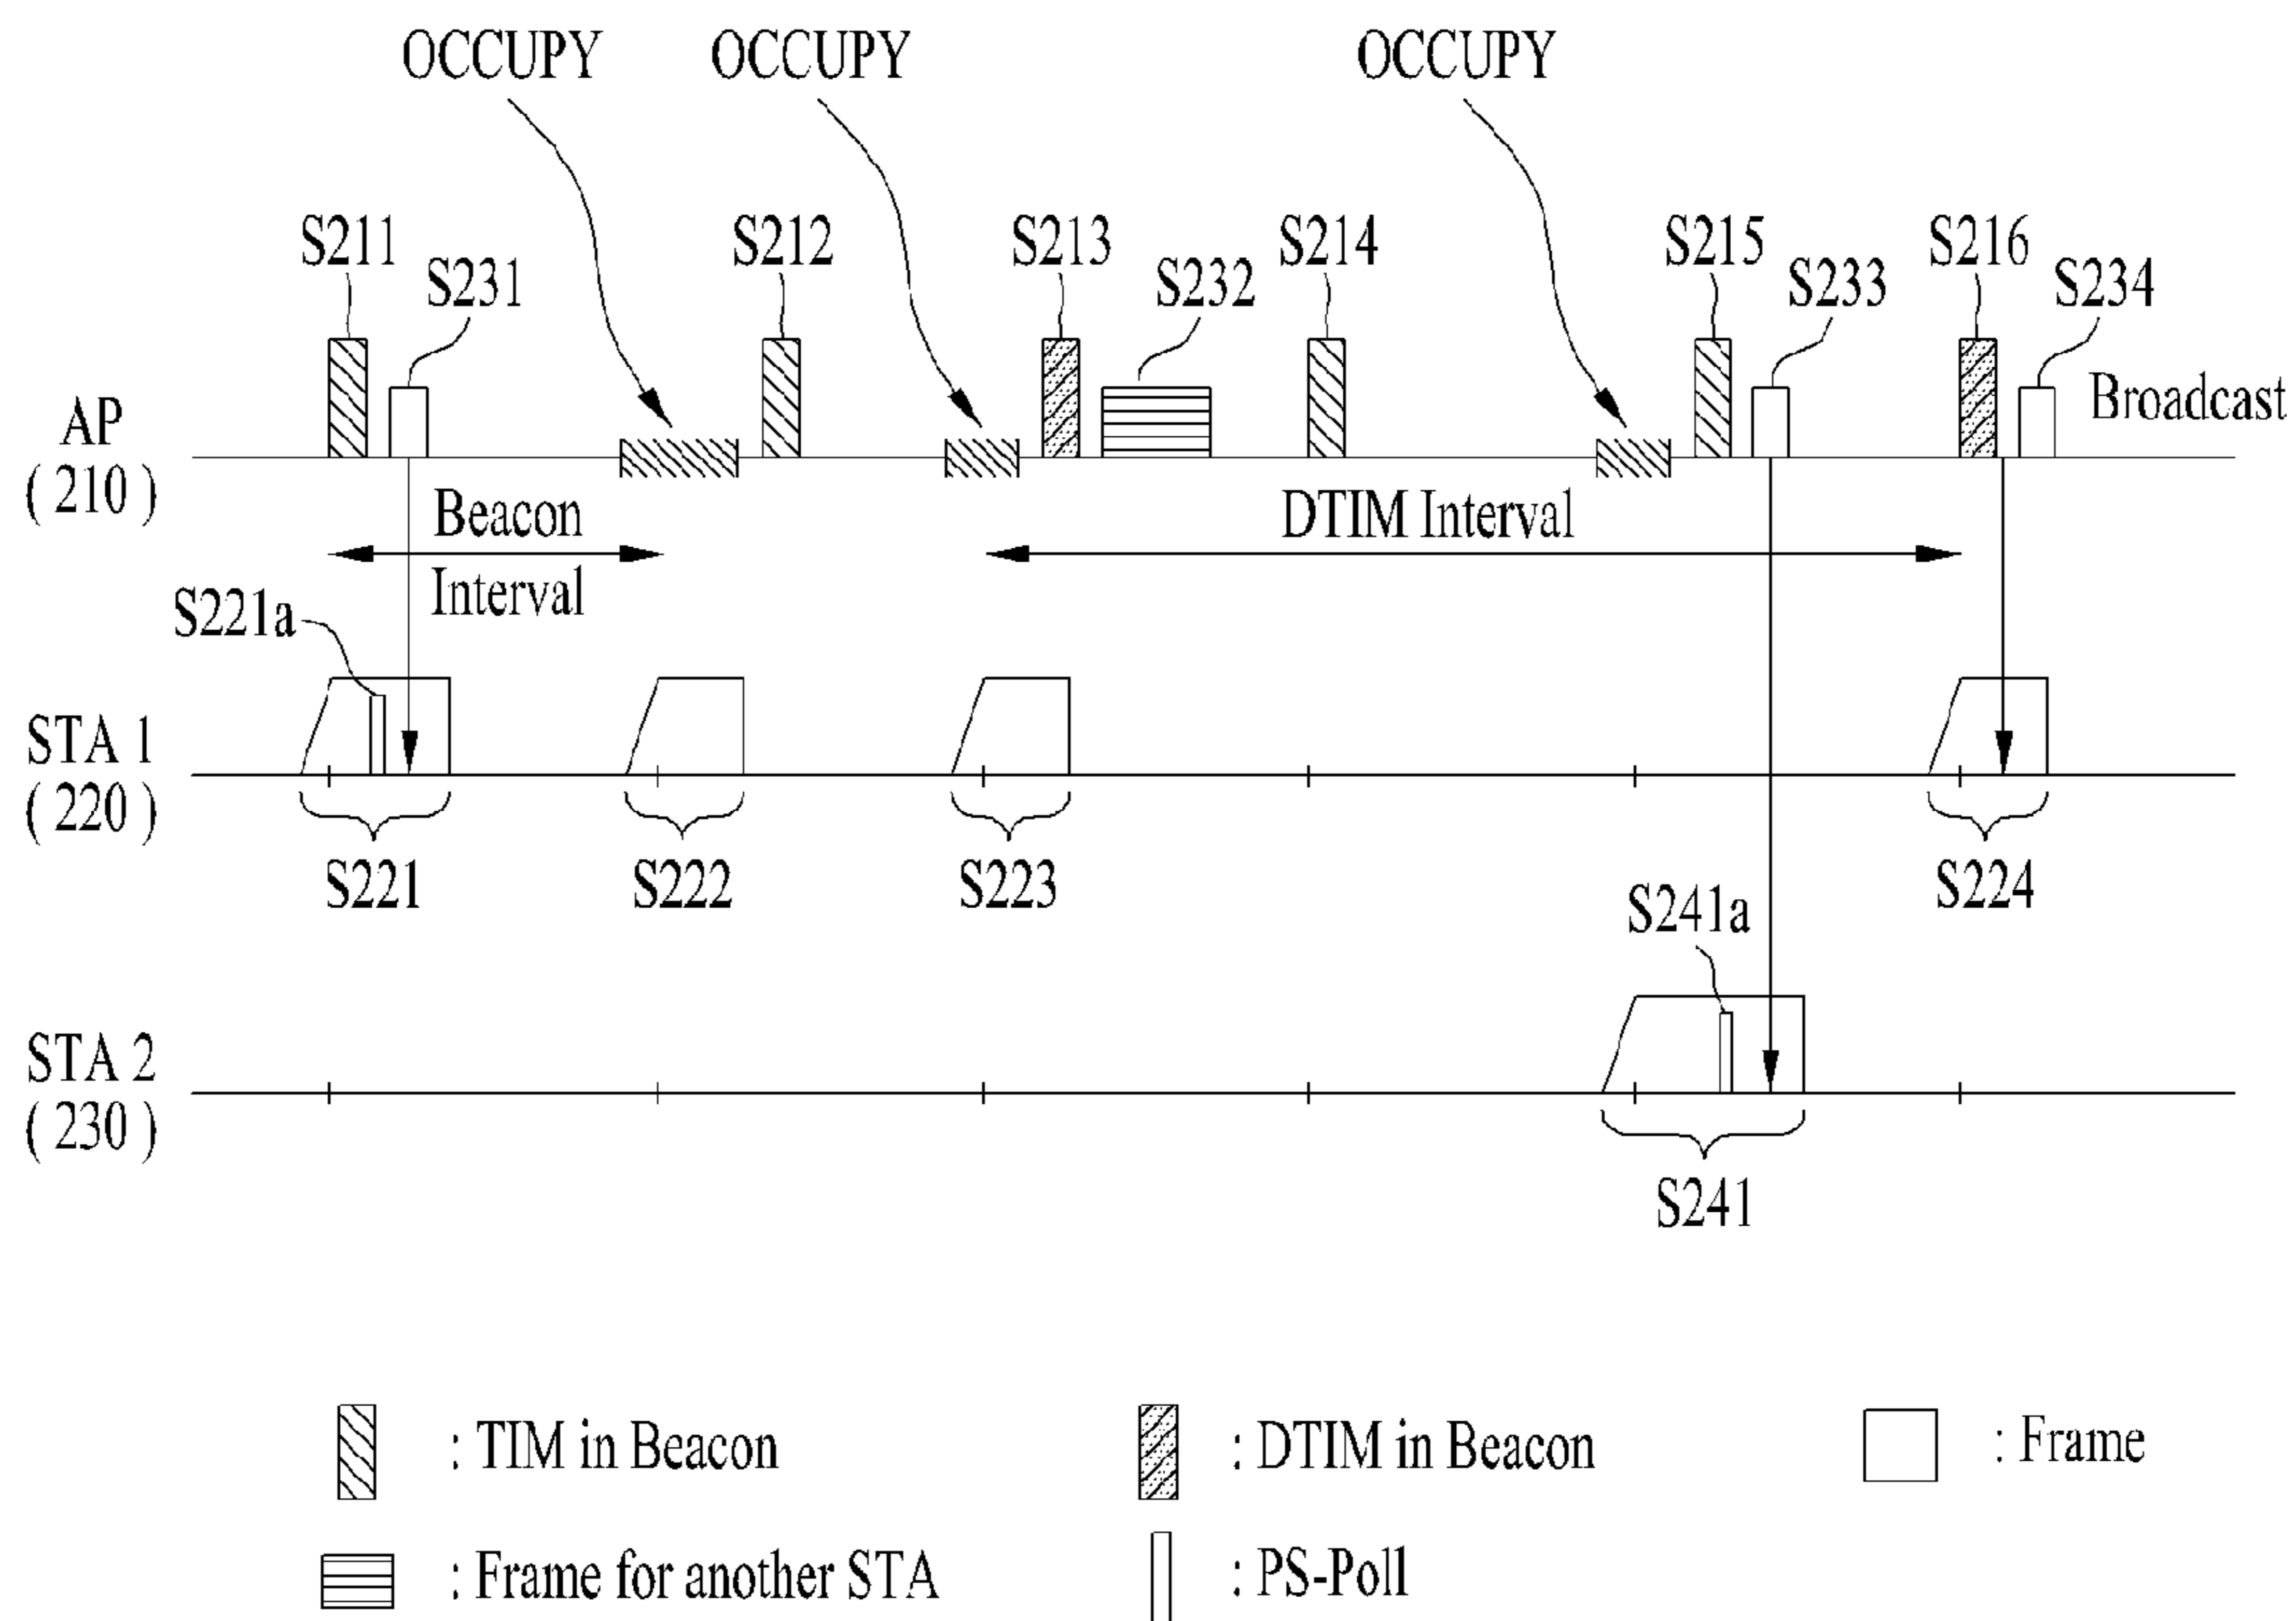 OCCUPY OCCUPY OCCUPY
S211 S212 S213 S214 S215 S216
S231 S232 S233 S234
AP
( 210 )
Broadcast
Beacon
Interval
DTIM Interval
S221a
STA 1
( 220 )
S221 S222 S223 S224
S241a
STA 2
( 230 )
S241
: TIM in Beacon
: DTIM in Beacon
: Frame
: Frame for another STA
: PS-Poll